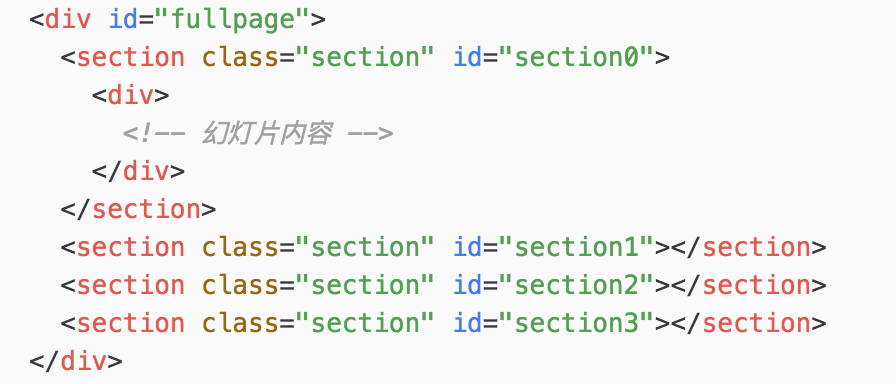 <div id="fullpage">
  <section class="section" id="section0">
    <div>
      <!-- 幻灯片内容 -->
    </div>
  </section>
  <section class="section" id="section1"></section>
  <section class="section" id="section2"></section>
  <section class="section" id="section3"></section>
</div>